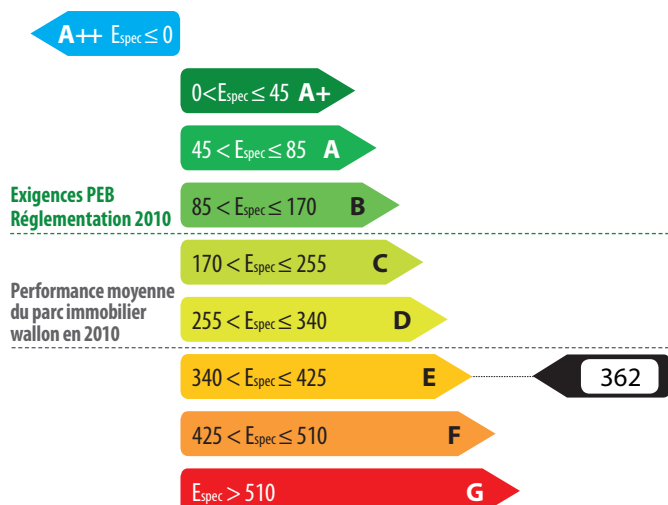 A++ Espec ≤ 0
0<Espec ≤ 45 A+
45 < Espec ≤ 85 A
Exigences PEB
Réglementation 2010
85 < Espec ≤ 170 B
170 < Espec ≤ 255 C
Performance moyenne
du parc immobilier
wallon en 2010
255 < Espec ≤ 340 D
340 < Espec ≤ 425 E
362
425 < Espec ≤ 510 F
Espec > 510 G